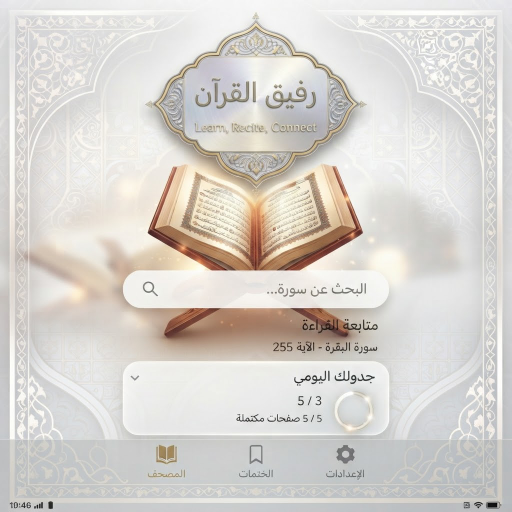 رفيق القرآن
Learn, Recite, Connect
البحث عن سورة...
متابعة القراءة
سورة البقرة - الآية 255
جدولك اليومي
5 / 3
5 / 5 صفحات مكتملة
المصحف
الختمات
الإعدادات
10:46